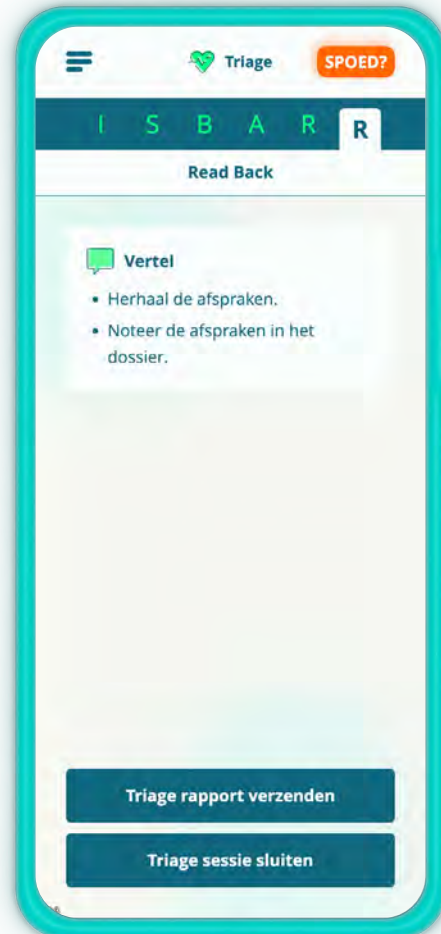 Triage
SPOED?
I S B A R R
Read Back
Vertel
• Herhaal de afspraken.
• Noteer de afspraken in het
dossier.
Triage rapport verzenden
Triage sessie sluiten